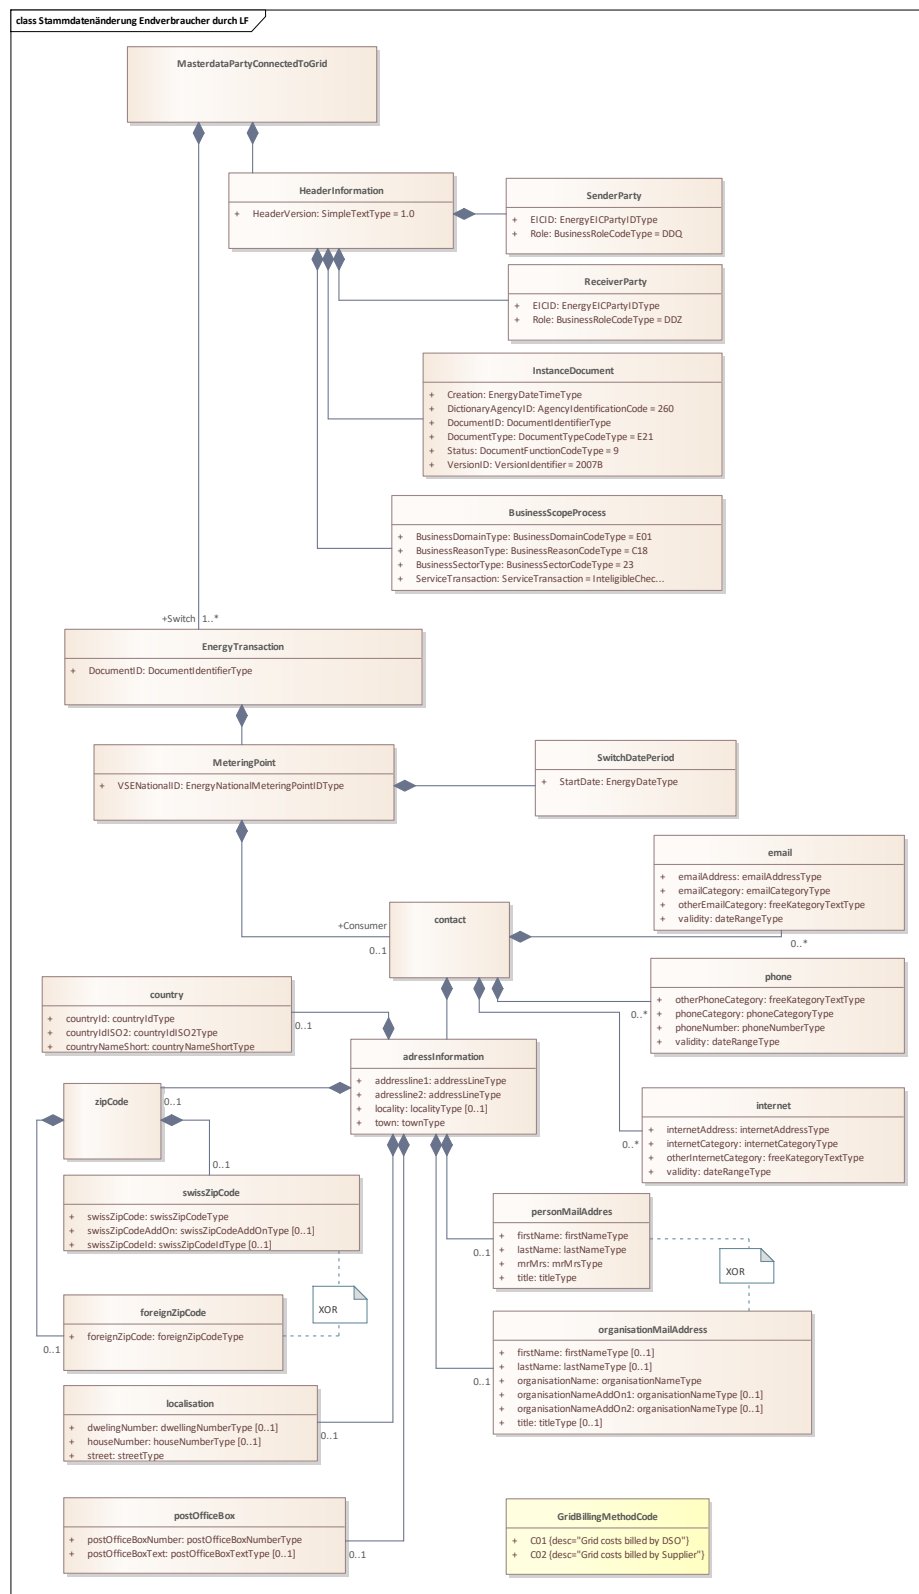 class Stammdatenänderung Endverbraucher durch LF
MasterdataPartyConnectedToGrid
HeaderInformation
+ HeaderVersion: SimpleTextType = 1.0
SenderParty
+ EICID: EnergyEICPartyIDType
+ Role: BusinessRoleCodeType = DDQ
ReceiverParty
+ EICID: EnergyEICPartyIDType
+ Role: BusinessRoleCodeType = DDZ
InstanceDocument
+ Creation: EnergyDateTimeType
+ DictionaryAgencyID: AgencyIdentificationCode = 260
+ DocumentID: DocumentIdentifierType
+ DocumentType: DocumentTypeCodeType = E21
+ Status: DocumentFunctionCodeType = 9
+ VersionID: VersionIdentifier = 2007B
BusinessScopeProcess
+ BusinessDomainType: BusinessDomainCodeType = E01
+ BusinessReasonType: BusinessReasonCodeType = C18
+ BusinessSectorType: BusinessSectorCodeType = 23
+ ServiceTransaction: ServiceTransaction = InteligibleChec...
+Switch 1..*
EnergyTransaction
+ DocumentID: DocumentIdentifierType
MeteringPoint
+ VSENationalID: EnergyNationalMeteringPointIDType
SwitchDatePeriod
+ StartDate: EnergyDateType
email
+ emailAddress: emailAddressType
+ emailCategory: emailCategoryType
+ otherEmailCategory: freeKategoryTextType
+ validity: dateRangeType
0..*
+Consumer
0..1
contact
phone
+ otherPhoneCategory: freeKategoryTextType
+ phoneCategory: phoneCategoryType
+ phoneNumber: phoneNumberType
+ validity: dateRangeType
0..*
country
+ countryId: countryIdType
+ countryIdISO2: countryIdISO2Type
+ countryNameShort: countryNameShortType
0..1
adressInformation
+ addressline1: addressLineType
+ adressline2: addressLineType
+ locality: localityType [0..1]
+ town: townType
zipCode
0..1
internet
+ internetAddress: internetAddressType
+ internetCategory: internetCategoryType
+ otherInternetCategory: freeKategoryTextType
+ validity: dateRangeType
0..*
0..1
swissZipCode
+ swissZipCode: swissZipCodeType
+ swissZipCodeAddOn: swissZipCodeAddOnType [0..1]
+ swissZipCodeId: swissZipCodeIdType [0..1]
personMailAddres
+ firstName: firstNameType
+ lastName: lastNameType
+ mrMrs: mrMrsType
+ title: titleType
0..1
XOR
XOR
foreignZipCode
+ foreignZipCode: foreignZipCodeType
0..1
organisationMailAddress
+ firstName: firstNameType [0..1]
+ lastName: lastNameType [0..1]
+ organisationName: organisationNameType
+ organisationNameAddOn1: organisationNameType [0..1]
+ organisationNameAddOn2: organisationNameType [0..1]
+ title: titleType [0..1]
0..1
localisation
+ dwelingNumber: dwellingNumberType [0..1]
+ houseNumber: houseNumberType [0..1]
+ street: streetType
0..1
postOfficeBox
+ postOfficeBoxNumber: postOfficeBoxNumberType
+ postOfficeBoxText: postOfficeBoxTextType [0..1]
0..1
GridBillingMethodCode
+ C01 {desc="Grid costs billed by DSO"}
+ C02 {desc="Grid costs billed by Supplier"}